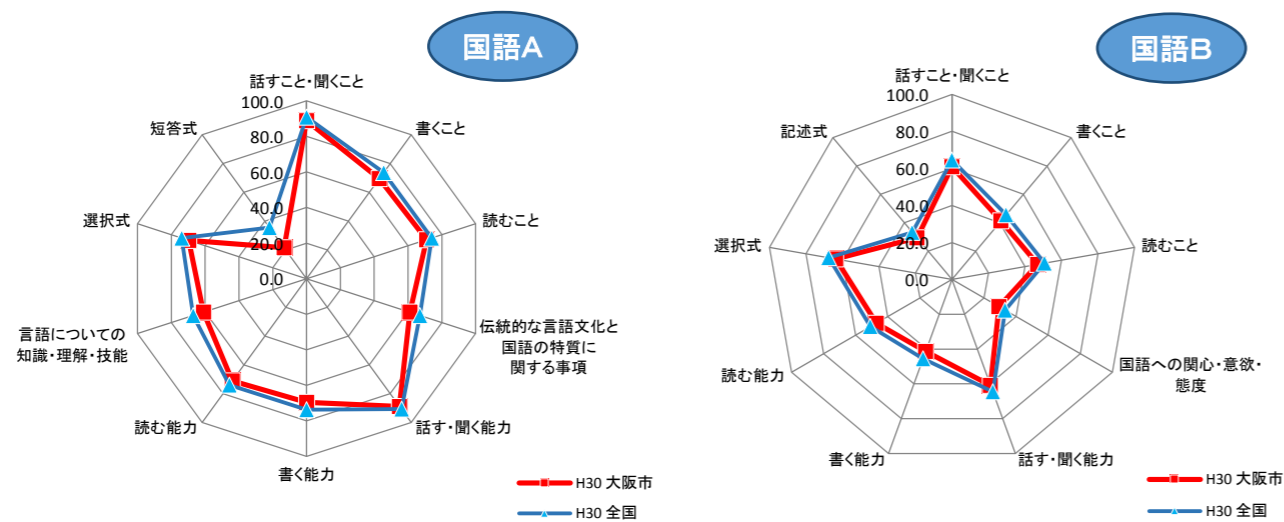 国語A
話すこと・聞くこと
書くこと
読むこと
伝統的な言語文化と
国語の特質に
関する事項
話す・聞く能力
書く能力
読む能力
言語についての
知識・理解・技能
選択式
短答式
100.0
80.0
60.0
40.0
20.0
0.0
H30 大阪市
H30 全国
国語B
話すこと・聞くこと
書くこと
読むこと
国語への関心・意欲・
態度
話す・聞く能力
書く能力
読む能力
選択式
記述式
100.0
80.0
60.0
40.0
20.0
0.0
H30 大阪市
H30 全国